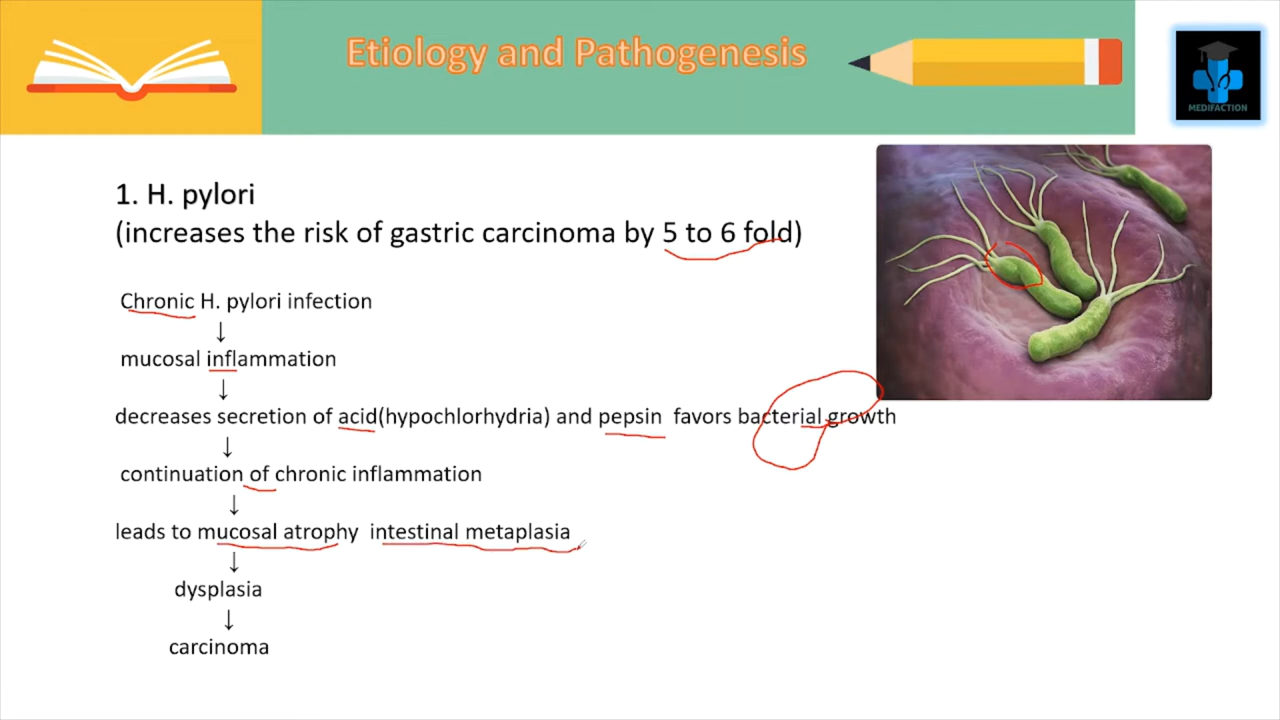 Etiology and Pathogenesis
MEDIFACTION
1. H. pylori
(increases the risk of gastric carcinoma by 5 to 6 fold)
Chronic H. pylori infection
↓
mucosal inflammation
↓
decreases secretion of acid(hypochlorhydria) and pepsin favors bacterial growth
↓
continuation of chronic inflammation
↓
leads to mucosal atrophy intestinal metaplasia
↓
dysplasia
↓
carcinoma